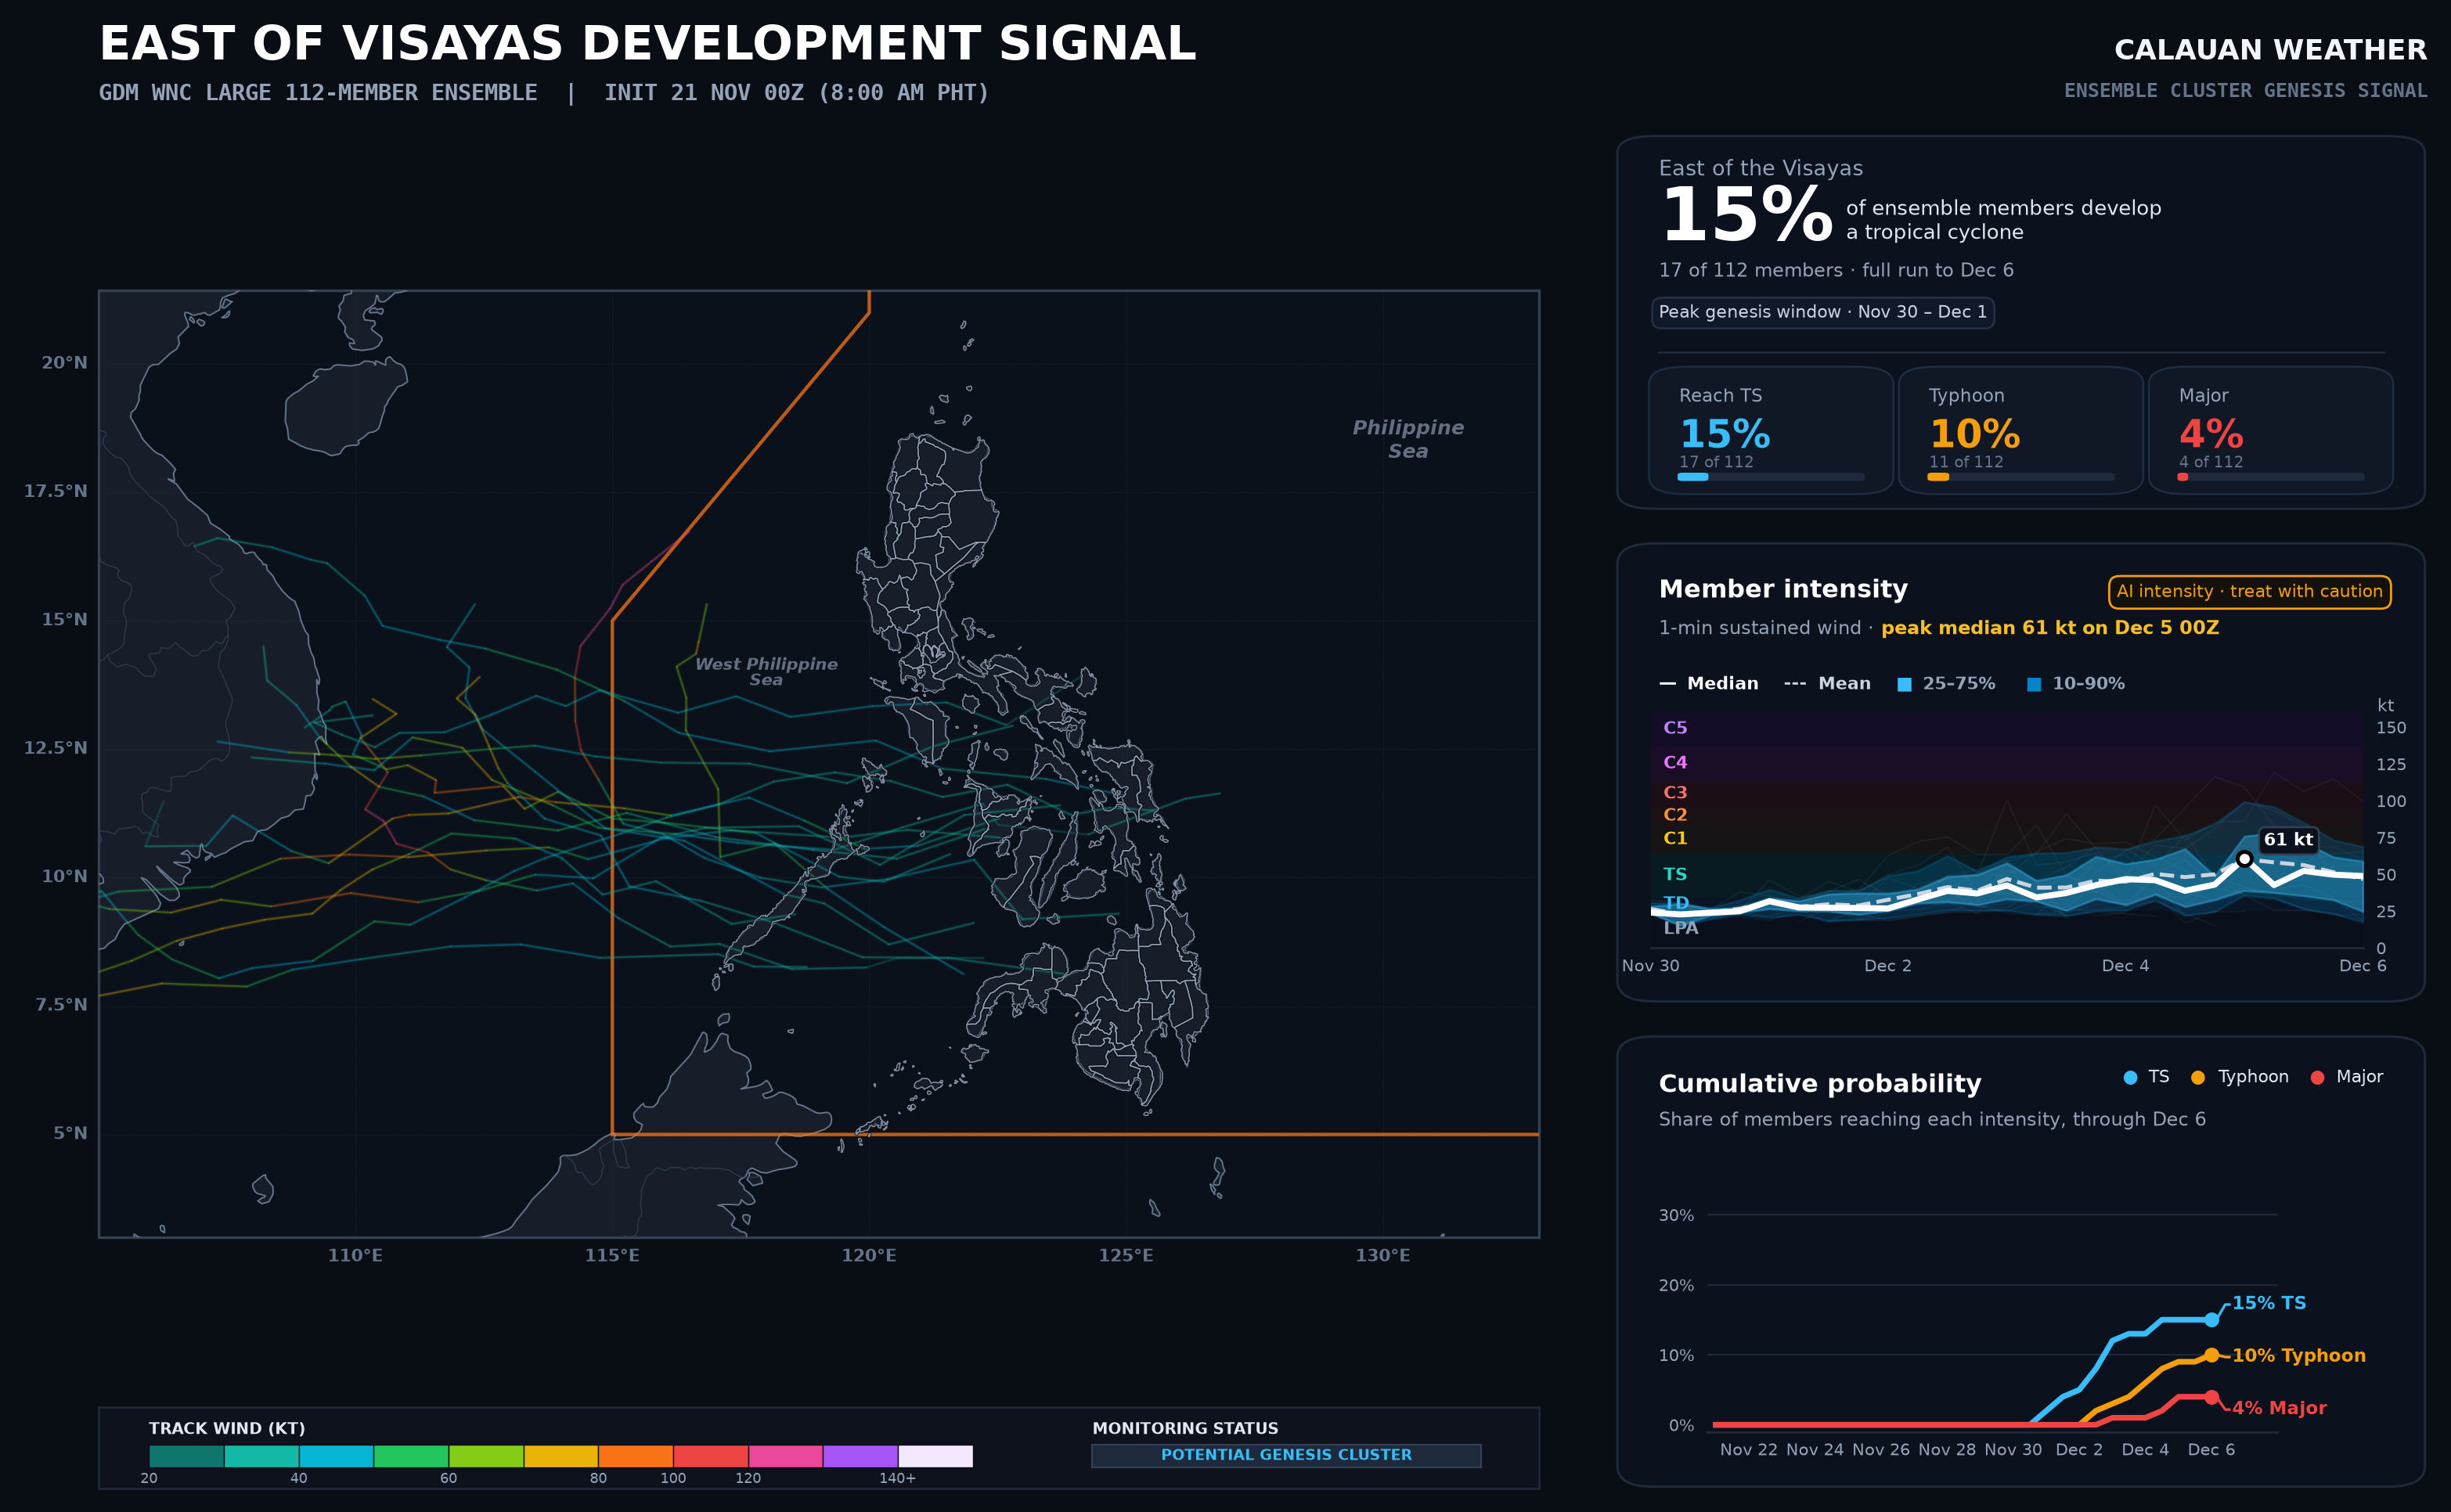 EAST OF VISAYAS DEVELOPMENT SIGNAL
GDM WNC LARGE 112-MEMBER ENSEMBLE | INIT 21 NOV 00Z (8:00 AM PHT)
CALAUAN WEATHER
ENSEMBLE CLUSTER GENESIS SIGNAL
20°N
17.5°N
15°N
12.5°N
10°N
7.5°N
5°N
110°E
115°E
120°E
125°E
130°E
Philippine
Sea
West Philippine
Sea
TRACK WIND (KT)
20
40
60
80
100
120
140+
MONITORING STATUS
POTENTIAL GENESIS CLUSTER
East of the Visayas
15%
of ensemble members develop
a tropical cyclone
17 of 112 members · full run to Dec 6
Peak genesis window · Nov 30 – Dec 1
Reach TS
15%
17 of 112
Typhoon
10%
11 of 112
Major
4%
4 of 112
Member intensity
AI intensity · treat with caution
1-min sustained wind · peak median 61 kt on Dec 5 00Z
Median
Mean
25–75%
10–90%
kt
C5
C4
C3
C2
C1
TS
TD
LPA
150
125
100
75
50
25
0
61 kt
Nov 30
Dec 2
Dec 4
Dec 6
Cumulative probability
TS
Typhoon
Major
Share of members reaching each intensity, through Dec 6
30%
20%
10%
0%
15% TS
10% Typhoon
4% Major
Nov 22
Nov 24
Nov 26
Nov 28
Nov 30
Dec 2
Dec 4
Dec 6